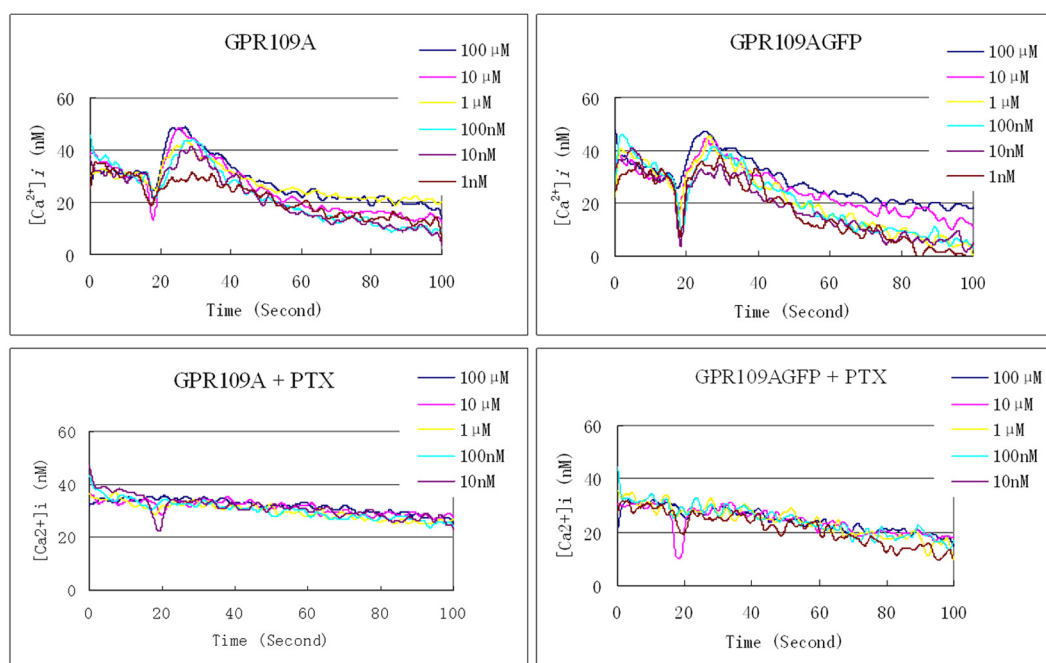 GPR109A
100 μM
10 μM
1 μM
100nM
10nM
1nM
[Ca²⁺]i (nM)
60
40
20
0
0 20 40 60 80 100
Time (Second)
GPR109AGFP
100 μM
10 μM
1 μM
100nM
10nM
1nM
[Ca²⁺]i (nM)
60
40
20
0
0 20 40 60 80 100
Time (Second)
GPR109A + PTX
100 μM
10 μM
1 μM
100nM
10nM
[Ca2+]i (nM)
60
40
20
0
0 20 40 60 80 100
Time (Second)
GPR109AGFP + PTX
100 μM
10 μM
1 μM
100nM
10nM
[Ca2+]i (nM)
60
40
20
0
0 20 40 60 80 100
Time (Second)